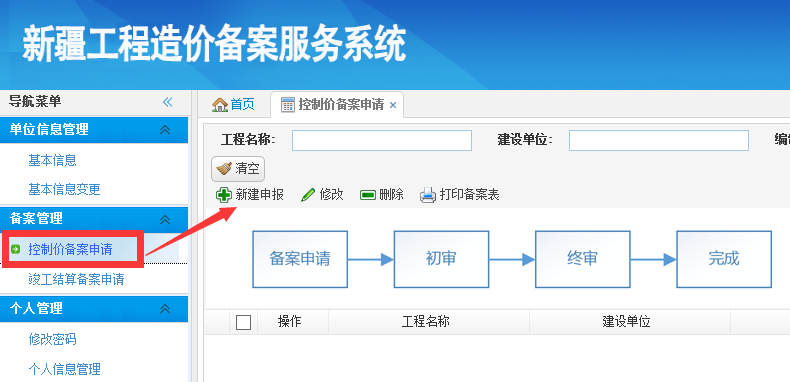 新疆工程造价备案服务系统
导航菜单
首页
控制价备案申请
单位信息管理
基本信息
基本信息变更
备案管理
控制价备案申请
竣工结算备案申请
个人管理
修改密码
个人信息管理
工程名称:
建设单位:
编制
清空
新建申报
修改
删除
打印备案表
备案申请
初审
终审
完成
操作
工程名称
建设单位